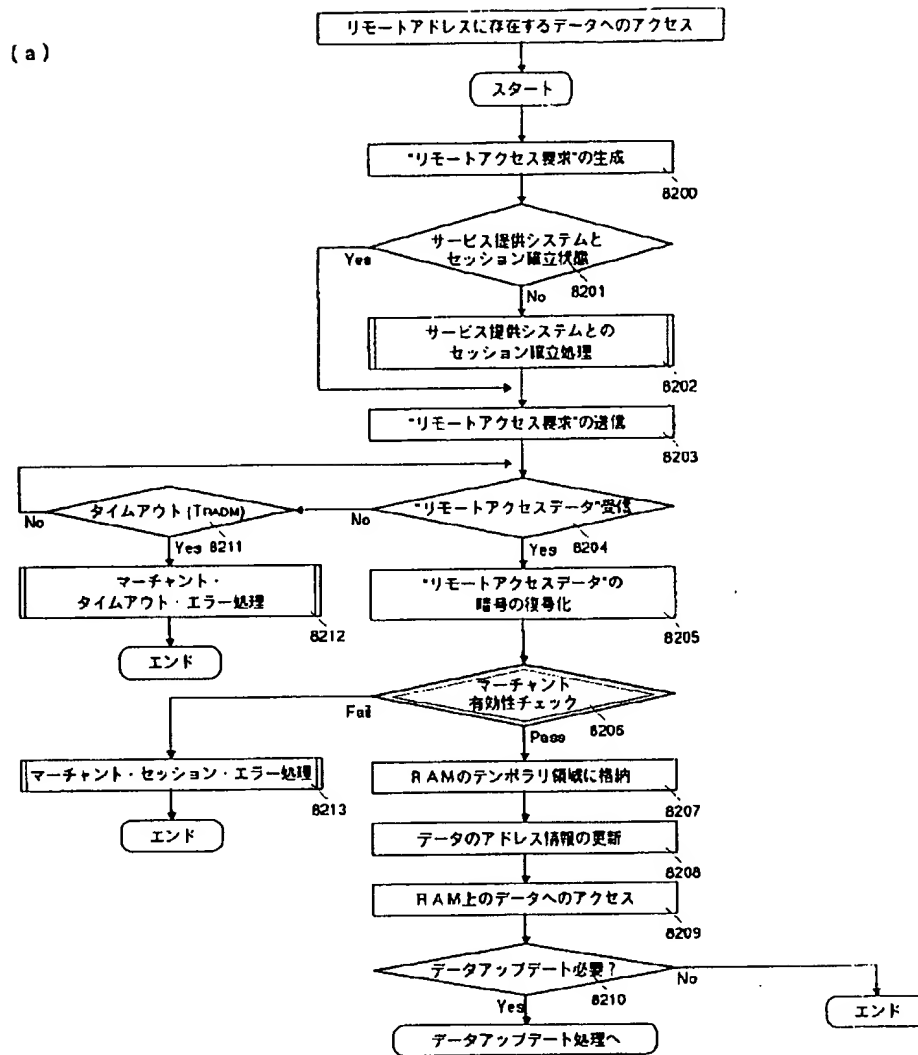 (a)
リモートアドレスに存在するデータへのアクセス
スタート
"リモートアクセス要求"の生成
8200
サービス提供システムと
セッション確立状態
8201
Yes
No
サービス提供システムとの
セッション確立処理
8202
"リモートアクセス要求"の送信
8203
"リモートアクセスデータ"受信
8204
No
Yes
タイムアウト(TRADM)
8211
No
Yes
マーチャント・
タイムアウト・エラー処理
8212
エンド
"リモートアクセスデータ"の
暗号の復号化
8205
マーチャント
有効性チェック
8206
Fail
Pass
マーチャント・セッション・エラー処理
8213
エンド
RAMのテンポラリ領域に格納
8207
データのアドレス情報の更新
8208
RAM上のデータへのアクセス
8209
データアップデート必要?
8210
No
Yes
エンド
データアップデート処理へ